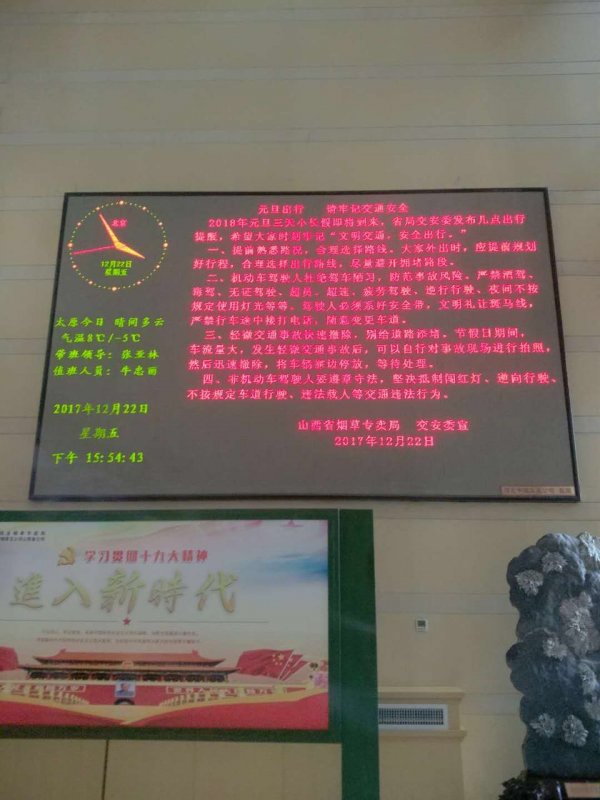 北京
12月22日
星期五
太原今日 晴间多云
气温8℃/-5℃
带班领导：张亚林
值班人员：牛忠丽
2017年12月22日
星期五
下午 15:54:43
元旦出行 请牢记交通安全
2018年元旦三天小长假即将到来，省局交安委发布几点出行
提醒，希望大家时刻牢记“文明交通，安全出行。”
一、提前熟悉路况，合理选择路线。大家外出时，应提前规划
好行程，合理选择出行路线，尽量避开拥堵路段。
二、机动车驾驶人杜绝驾车陋习，防范事故风险。严禁酒驾、
毒驾、无证驾驶、超员、超速、疲劳驾驶、逆行行驶、夜间不按
规定使用灯光等等。驾驶人必须系好安全带，文明礼让斑马线，
严禁行车途中接打电话，随意变更车道。
三、轻微交通事故快速撤除，别给道路添堵。节假日期间，
车流量大，发生轻微交通事故后，可以自行对事故现场进行拍照，
然后迅速撤除，将车辆靠边停放，等待处理。
四、非机动车驾驶人要遵章守法，坚决抵制闯红灯、逆向行驶、
不按规定车道行驶、违法载人等交通违法行为。
山西省烟草专卖局 交安委宣
2017年12月22日
学习贯彻十九大精神
進入新時代